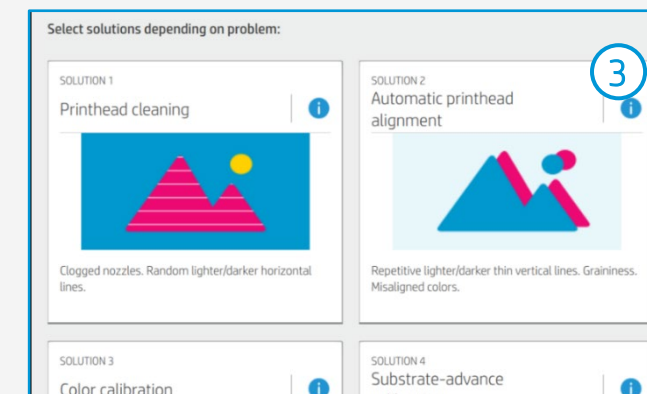 Select solutions depending on problem:
3
SOLUTION 1
Printhead cleaning
i
Clogged nozzles. Random lighter/darker horizontal
lines.
SOLUTION 2
Automatic printhead
alignment
i
Repetitive lighter/darker thin vertical lines. Graininess.
Misaligned colors.
SOLUTION 3
Color calibration
i
SOLUTION 4
Substrate-advance
i